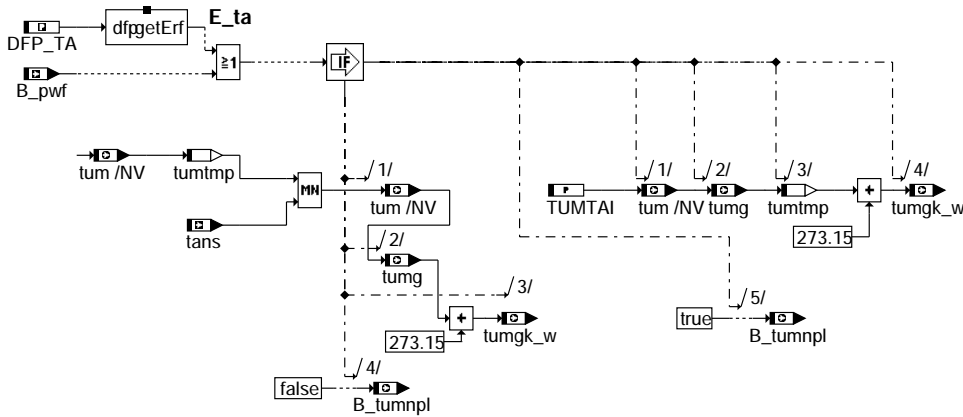 E_ta
dfpgetErf
DFP_TA
≥1
IF
B_pwf
1/
1/
2/
3/
4/
tum /NV
tumtmp
MN
tum /NV
P
TUMTAI
tum /NV
tumg
tumtmp
+
tumgk_w
tans
2/
273.15
tumg
3/
5/
273.15
+
tumgk_w
true
B_tumnpl
4/
false
B_tumnpl